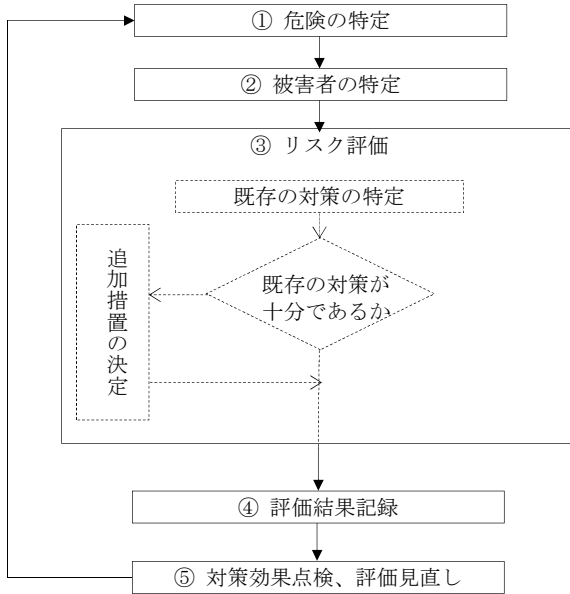 ① 危険の特定
② 被害者の特定
③ リスク評価
既存の対策の特定
既存の対策が
十分であるか
追加措置の決定
④ 評価結果記録
⑤ 対策効果点検、評価見直し